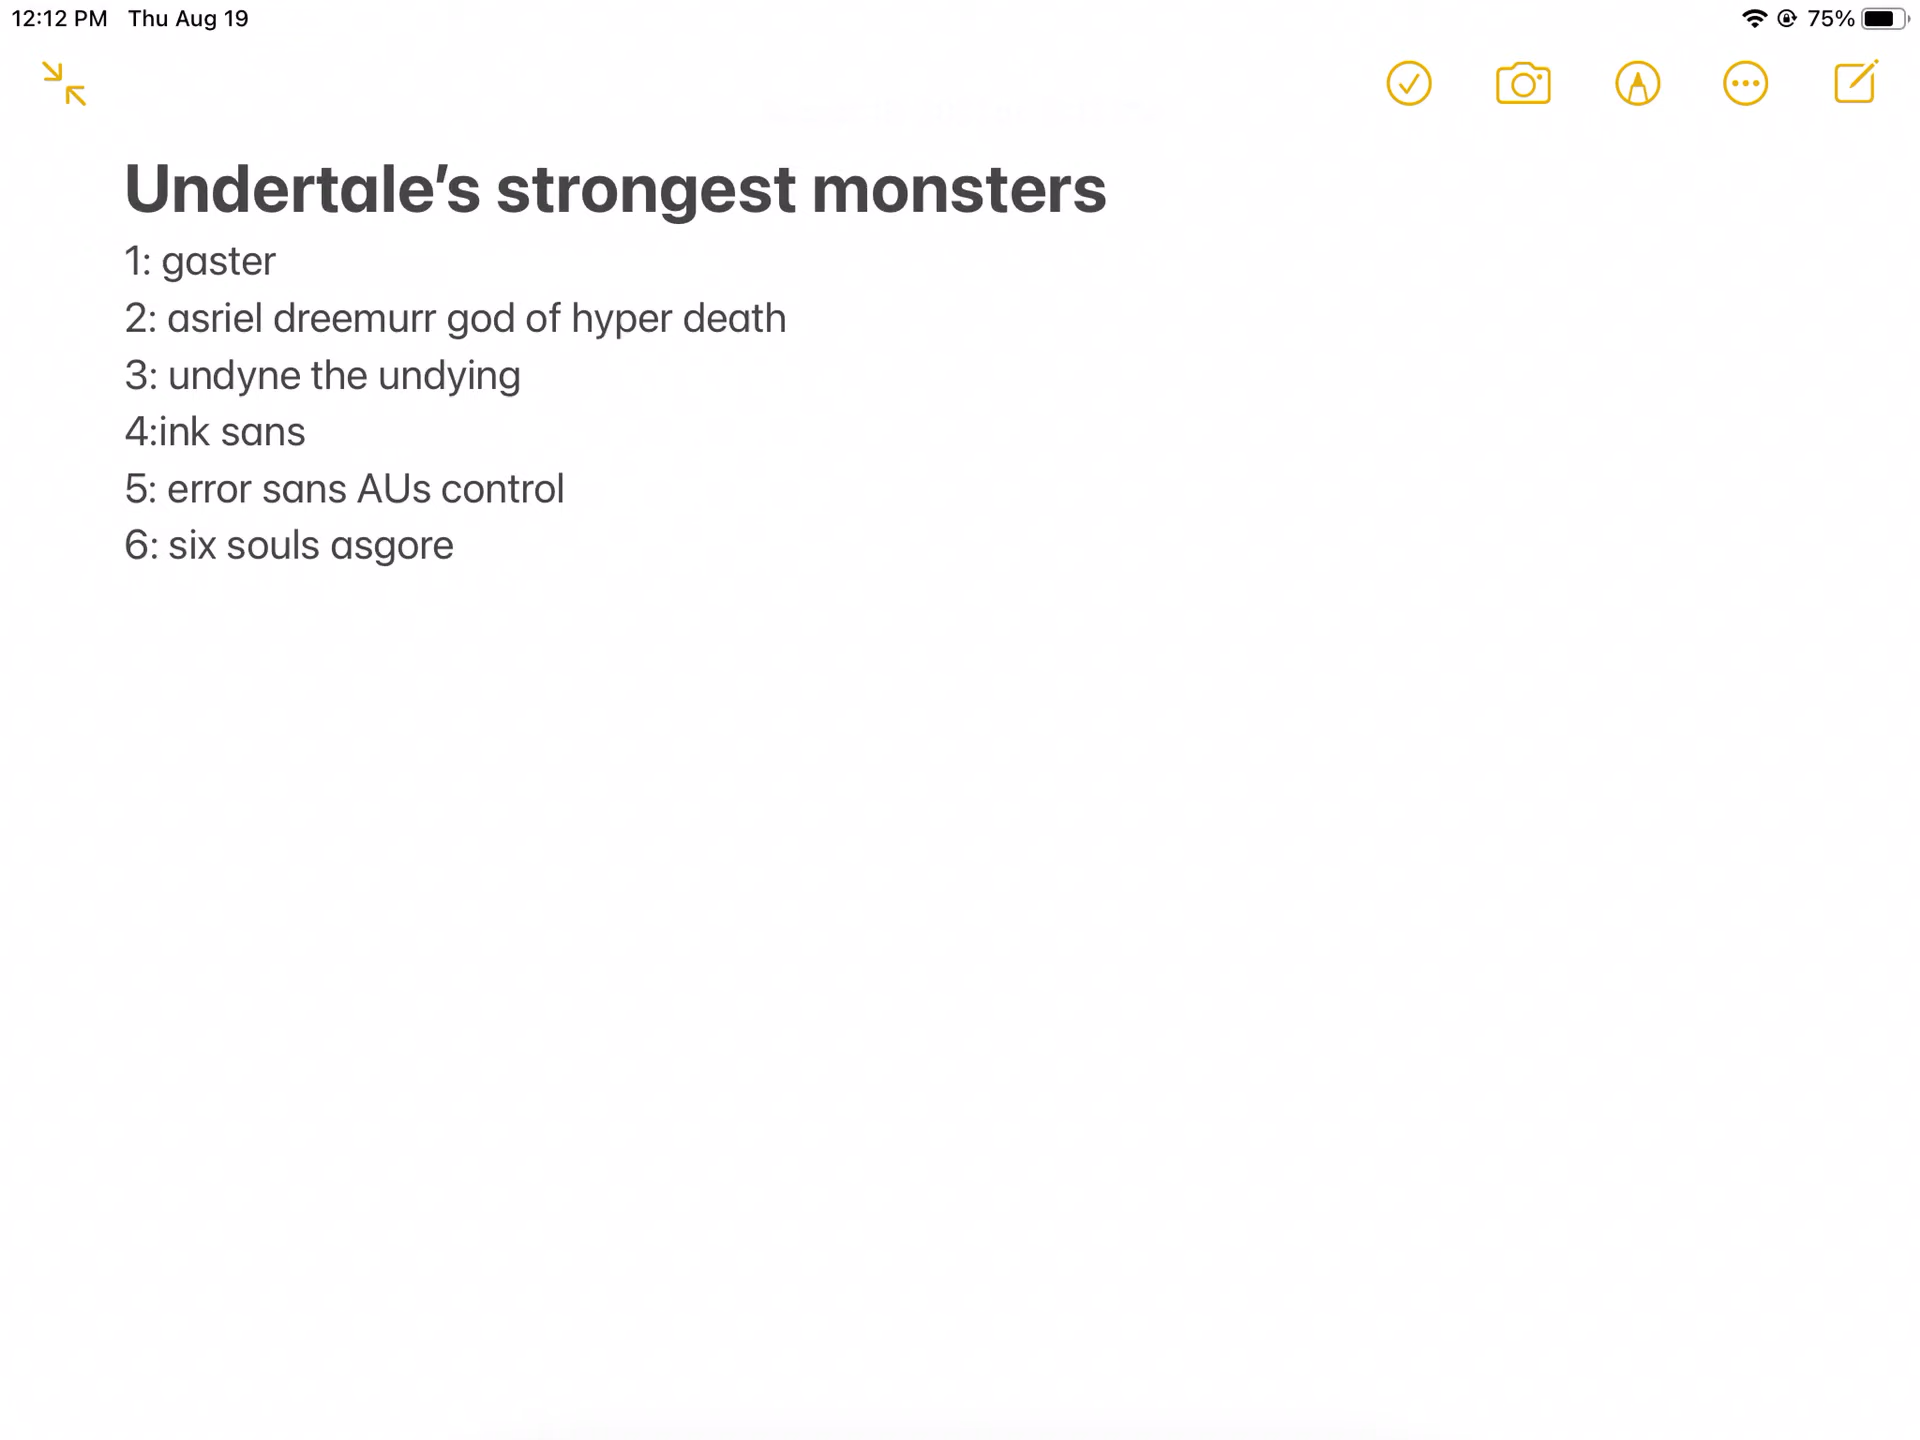 12:12 PM Thu Aug 19 75%
Undertale’s strongest monsters
1: gaster
2: asriel dreemurr god of hyper death
3: undyne the undying
4:ink sans
5: error sans AUs control
6: six souls asgore